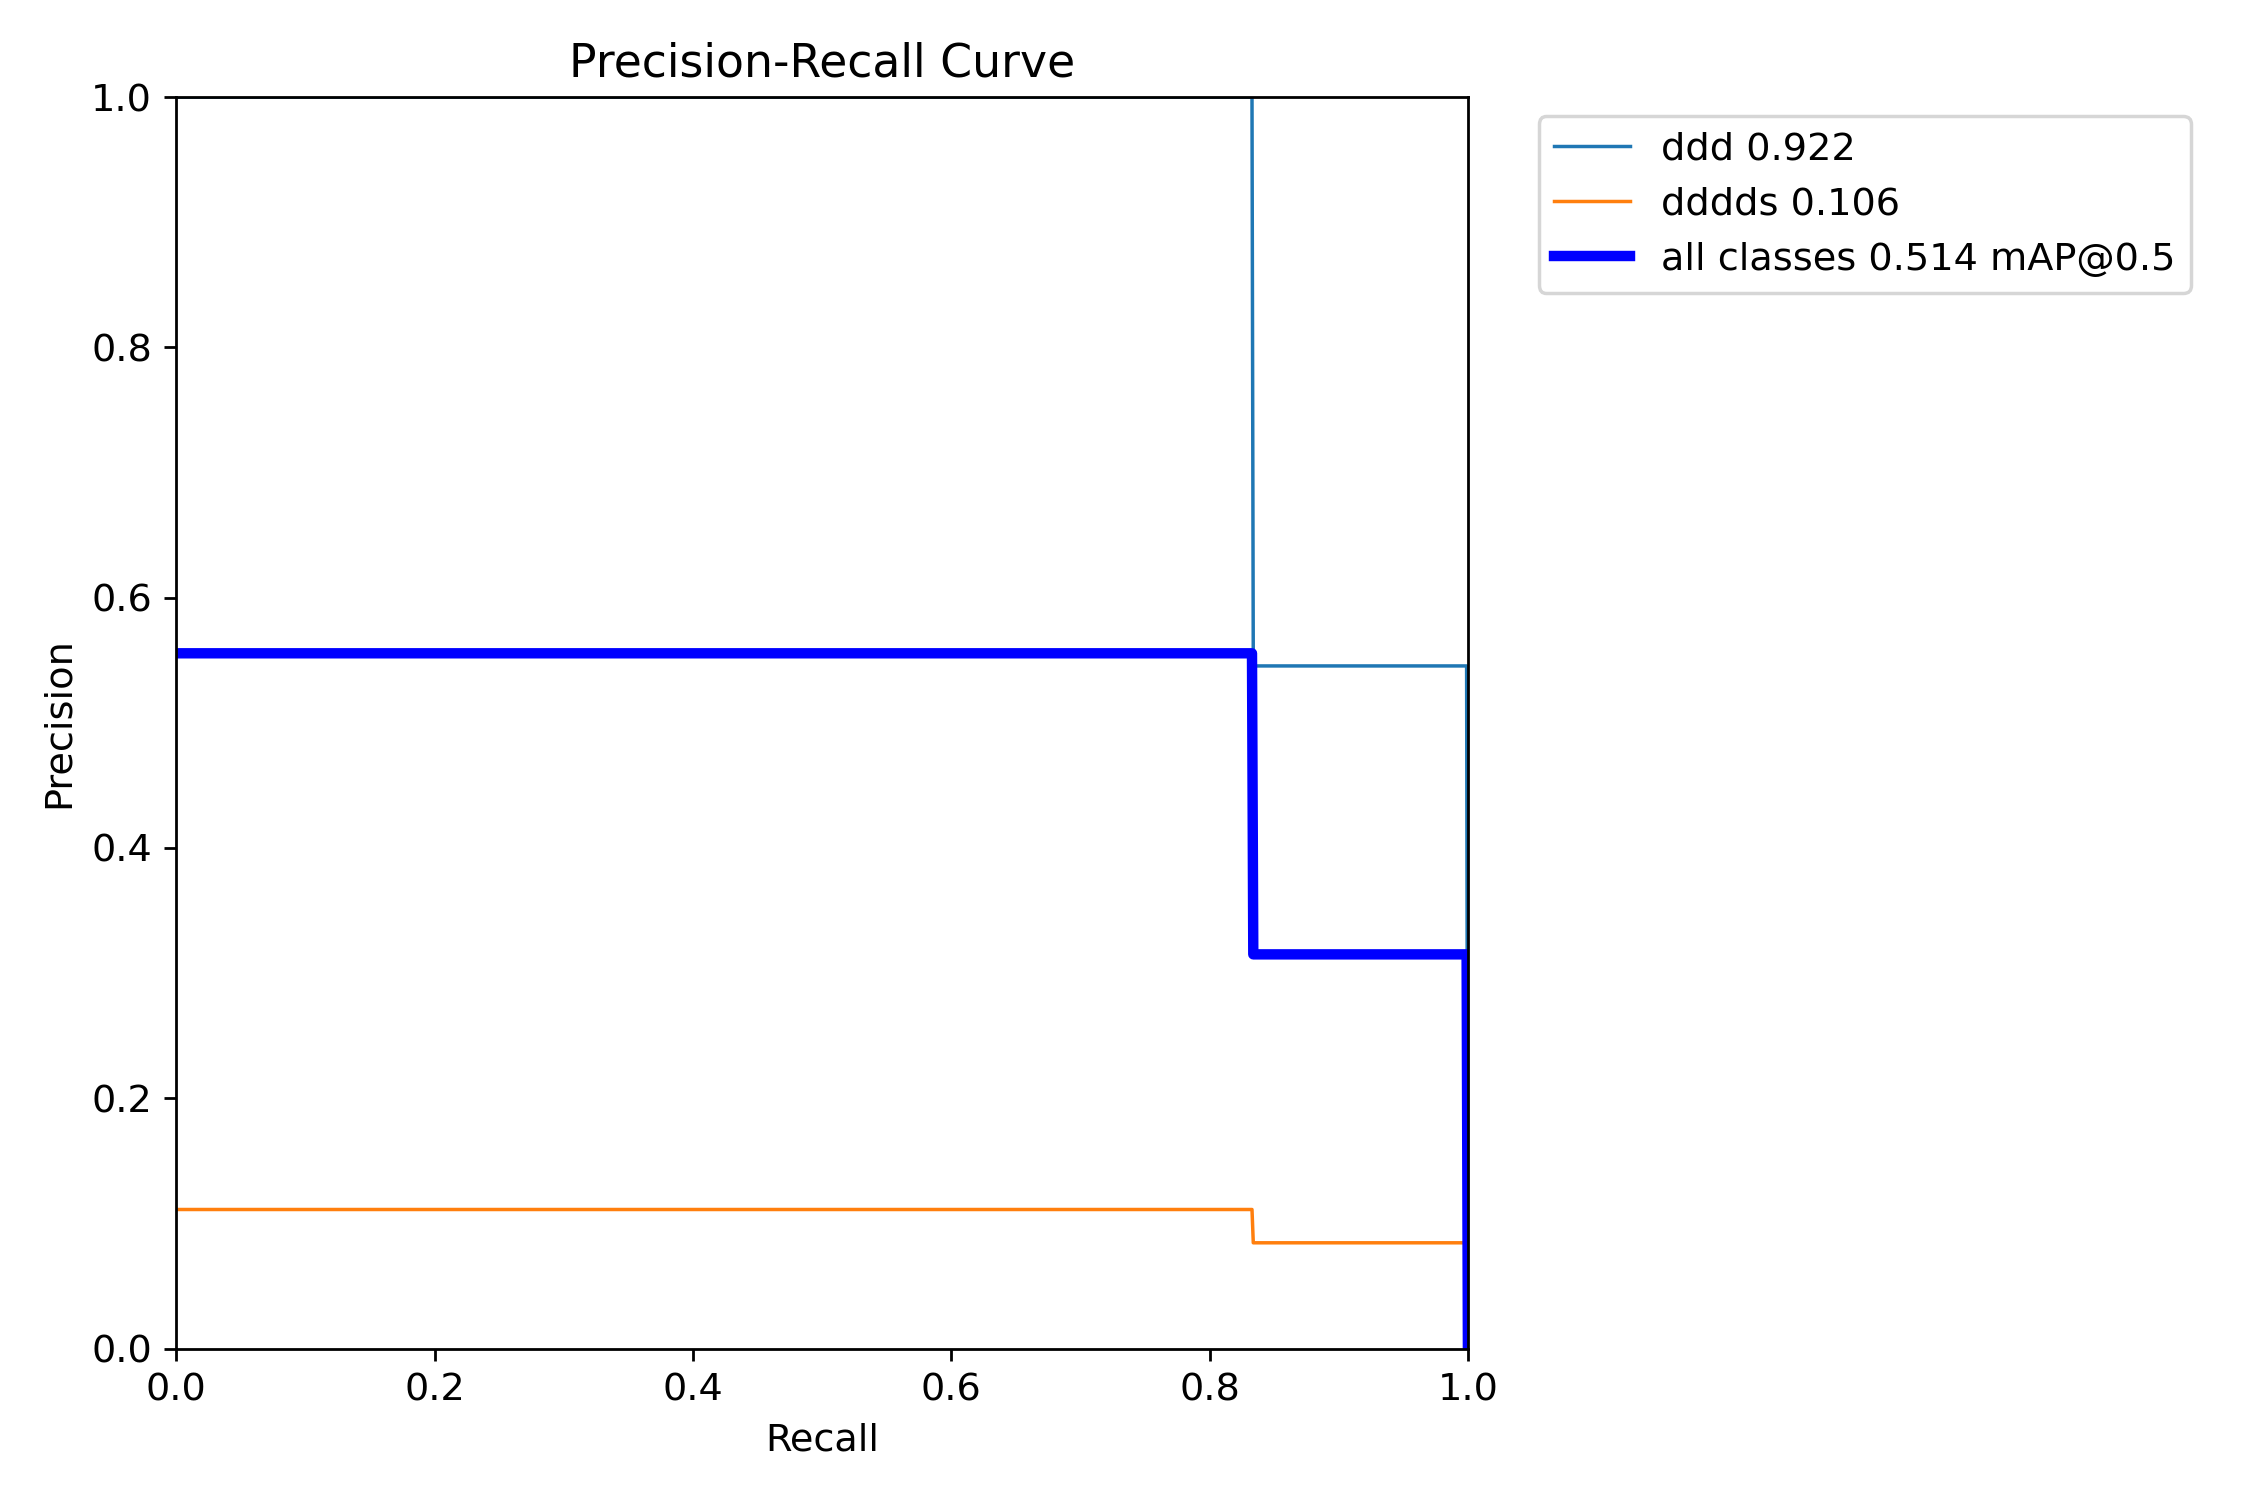 Precision-Recall Curve
1.0
0.8
0.6
0.4
0.2
0.0
Precision
0.0 0.2 0.4 0.6 0.8 1.0
Recall
ddd 0.922
dddds 0.106
all classes 0.514 mAP@0.5